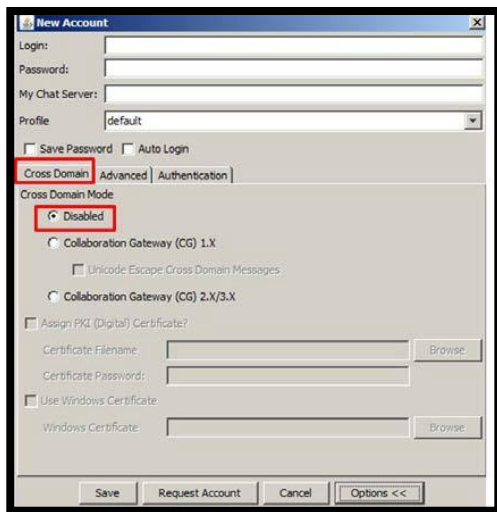 New Account
Login:
Password:
My Chat Server:
Profile default
Save Password Auto Login
Cross Domain Advanced Authentication
Cross Domain Mode
Disabled
Collaboration Gateway (CG) 1.X
Unicode Escape Cross Domain Messages
Collaboration Gateway (CG) 2.X/3.X
Assign PKI (Digital) Certificate?
Certificate Filename Browse
Certificate Password:
Use Windows Certificate
Windows Certificate Browse
Save Request Account Cancel Options <<